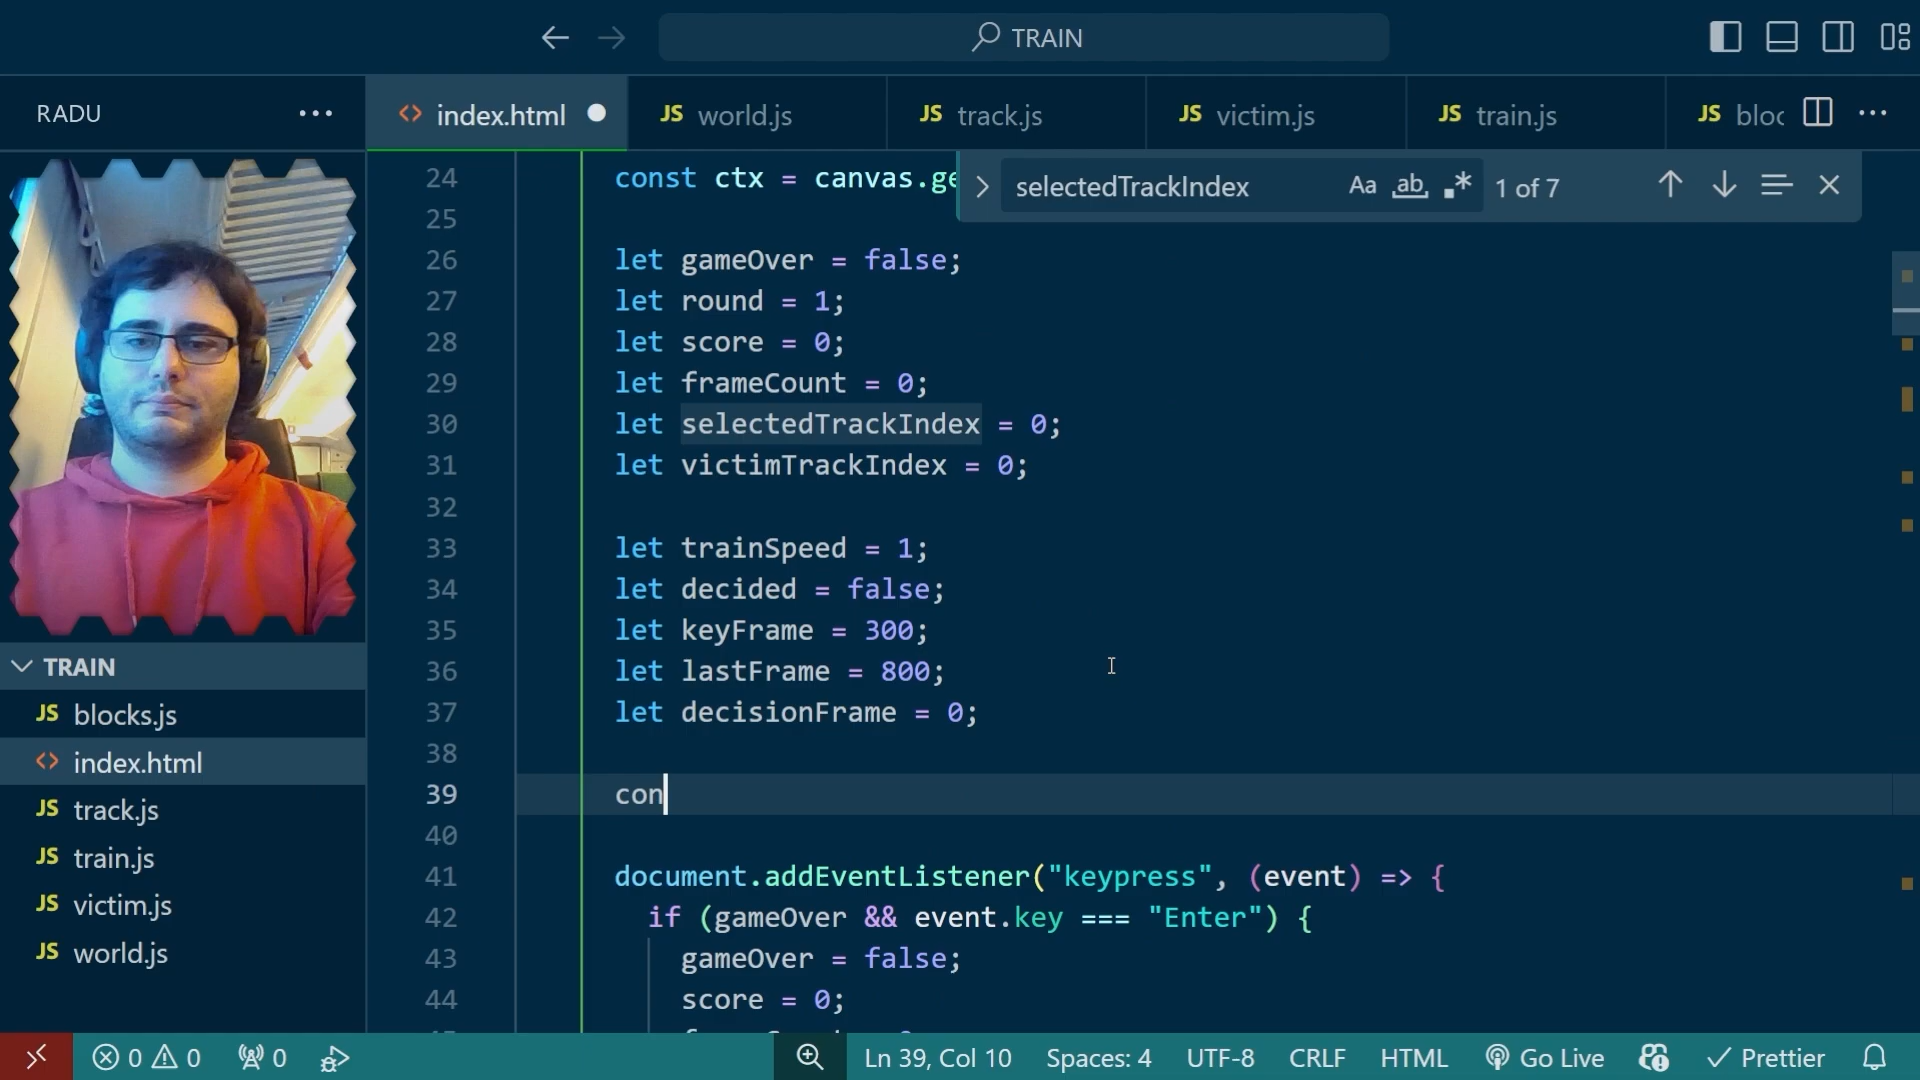 TRAIN
RADU
index.html
JS world.js
JS track.js
JS victim.js
JS train.js
JS bloc
selectedTrackIndex
Aa
ab
.*
1 of 7
24 const ctx = canvas.ge
25
26 let gameOver = false;
27 let round = 1;
28 let score = 0;
29 let frameCount = 0;
30 let selectedTrackIndex = 0;
31 let victimTrackIndex = 0;
32
33 let trainSpeed = 1;
34 let decided = false;
35 let keyFrame = 300;
36 let lastFrame = 800;
37 let decisionFrame = 0;
38
39 con
40
41 document.addEventListener("keypress", (event) => {
42 if (gameOver && event.key === "Enter") {
43 gameOver = false;
44 score = 0;
TRAIN
JS blocks.js
index.html
JS track.js
JS train.js
JS victim.js
JS world.js
0 0 0 Ln 39, Col 10 Spaces: 4 UTF-8 CRLF HTML Go Live Prettier